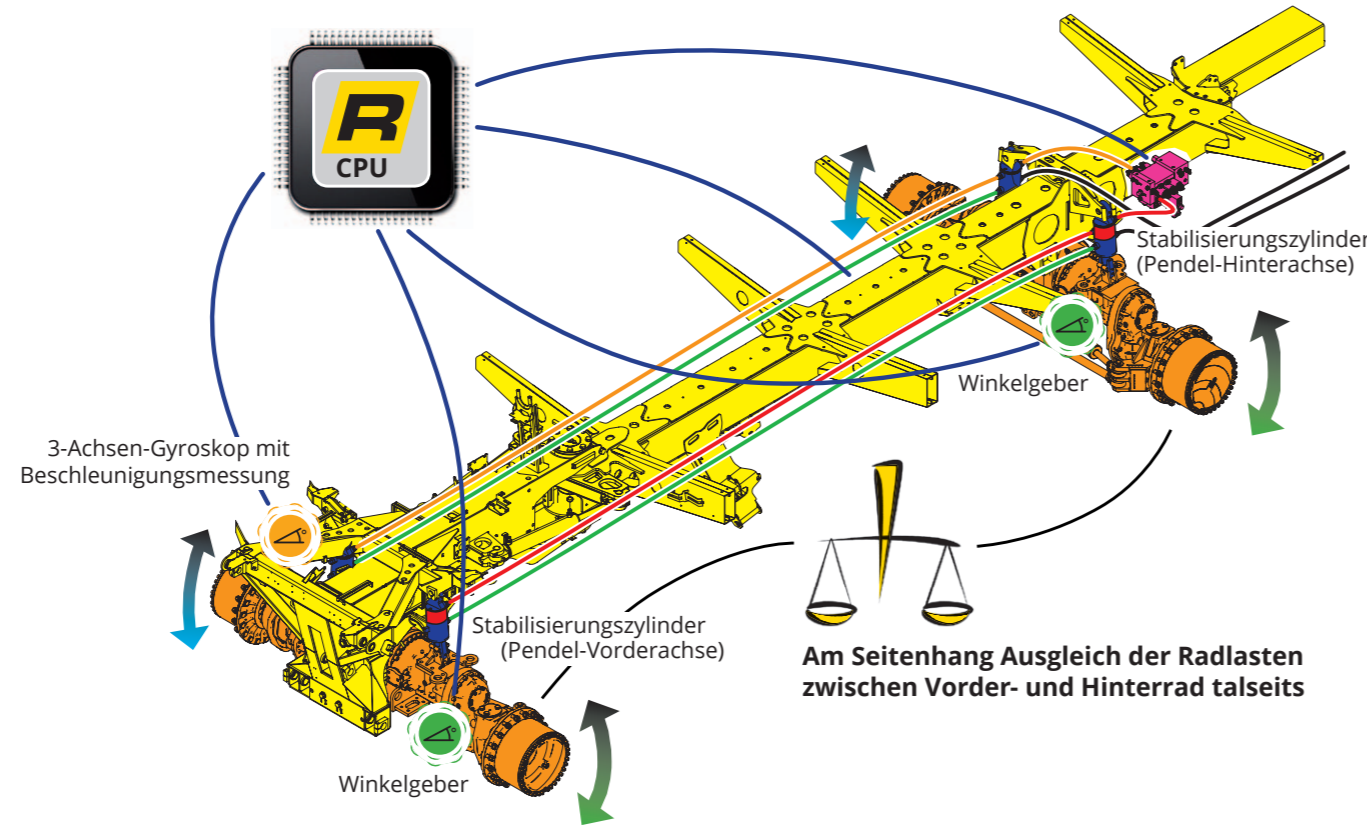 R
CPU
Stabilisierungszylinder
(Pendel-Hinterachse)
Winkelgeber
3-Achsen-Gyroskop mit
Beschleunigungsmessung
Stabilisierungszylinder
(Pendel-Vorderachse)
Am Seitenhang Ausgleich der Radlasten
zwischen Vorder- und Hinterrad talseits
Winkelgeber